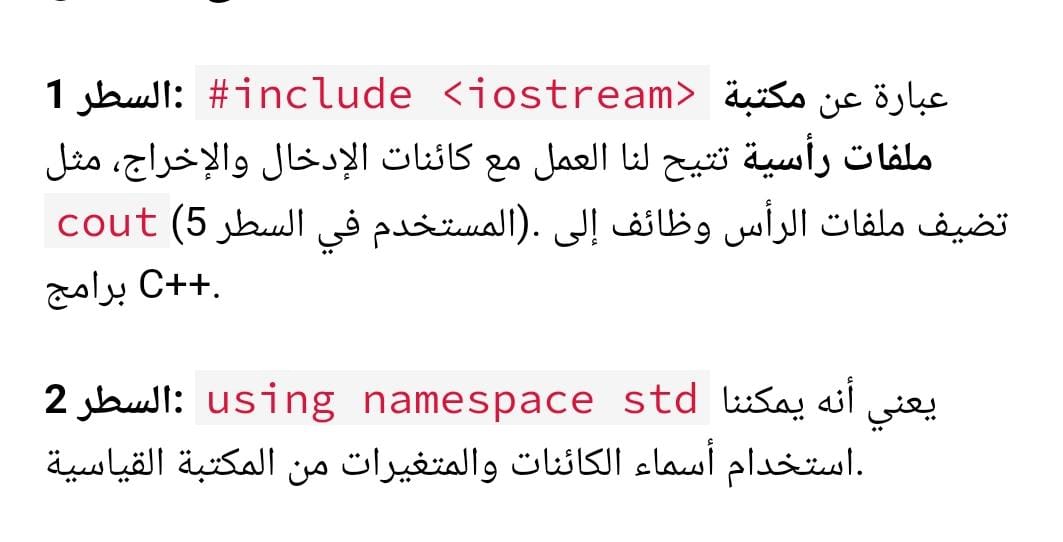 السطر 1: #include <iostream> عبارة عن مكتبة
ملفات رأسية تتيح لنا العمل مع كائنات الإدخال والإخراج، مثل
cout (المستخدم في السطر 5). تضيف ملفات الرأس وظائف إلى
برامج C++.
السطر 2: using namespace std يعني أنه يمكننا
استخدام أسماء الكائنات والمتغيرات من المكتبة القياسية.